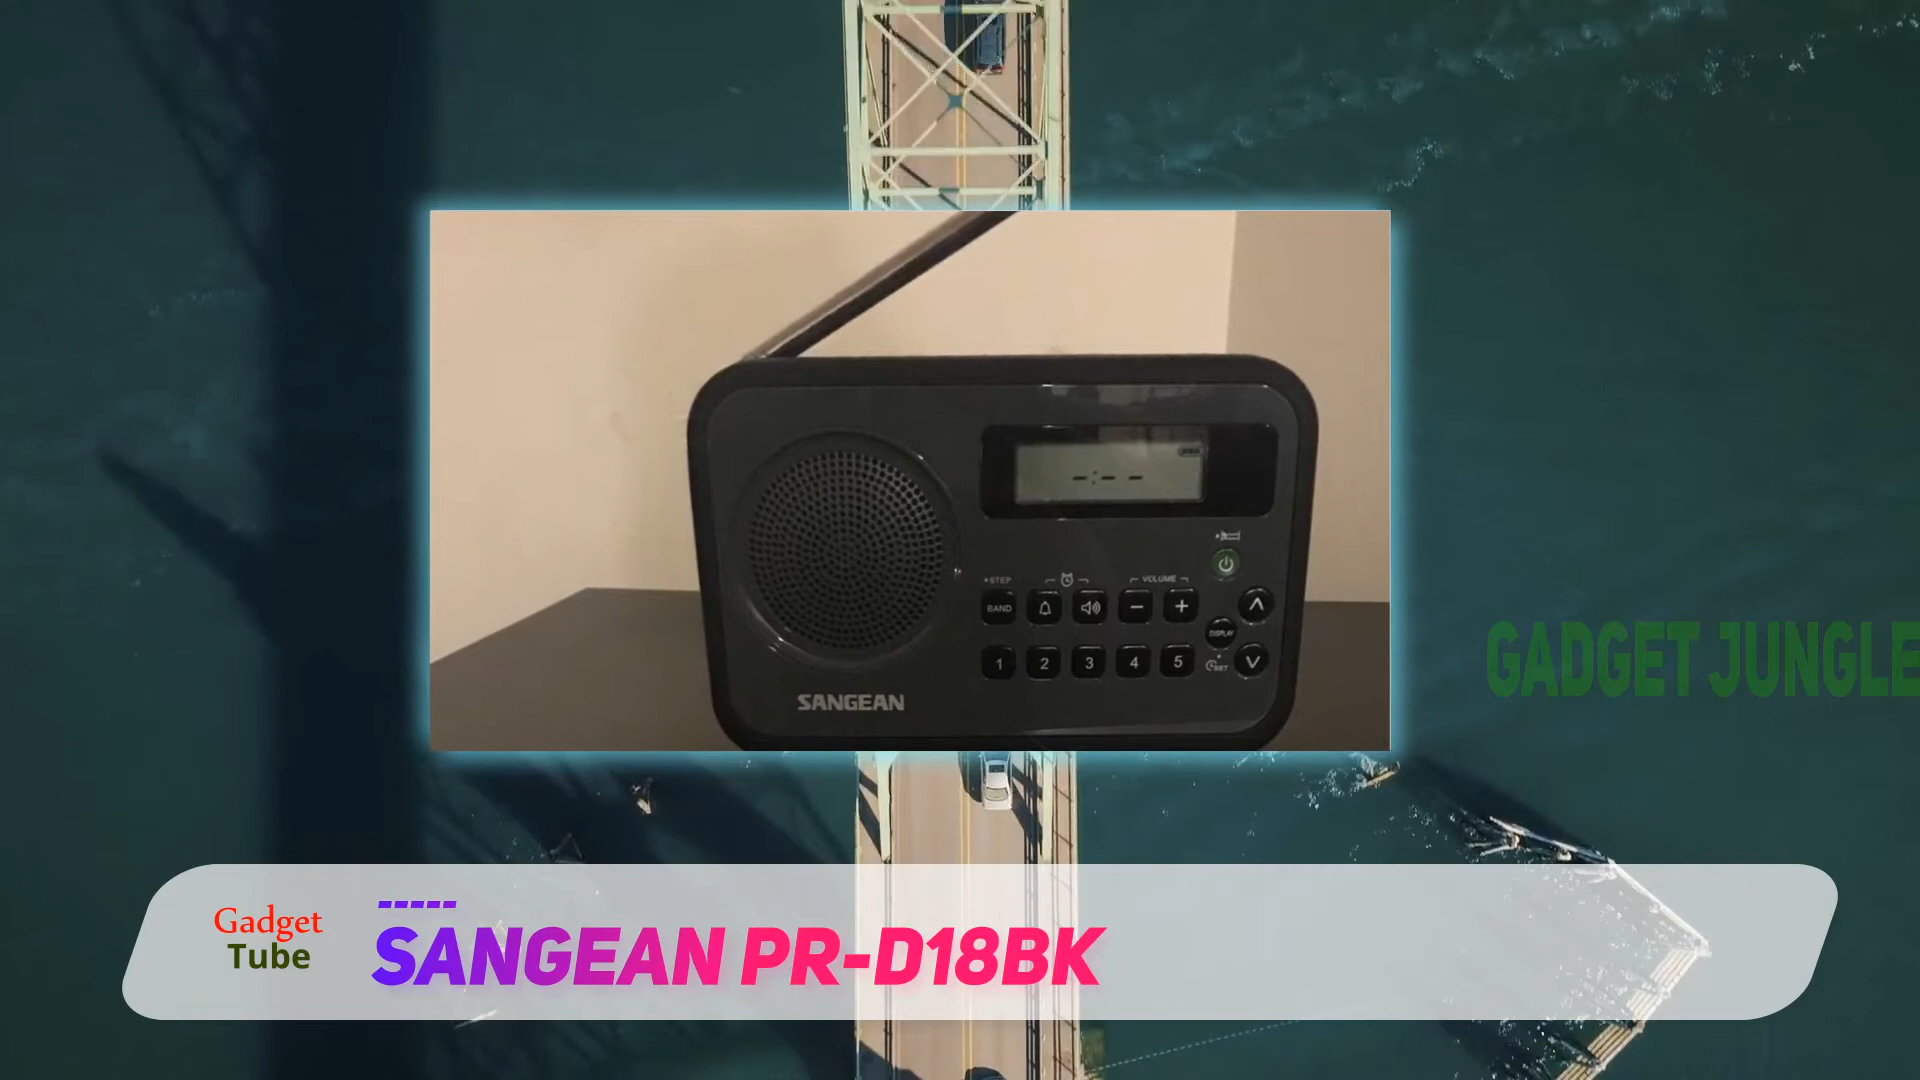 +STEP
VOLUME
BAND
DISPLAY
1 2 3 4 5
SET
SANGEAN
GADGET JUNGLE
Gadget
Tube
SANGEAN PR-D18BK